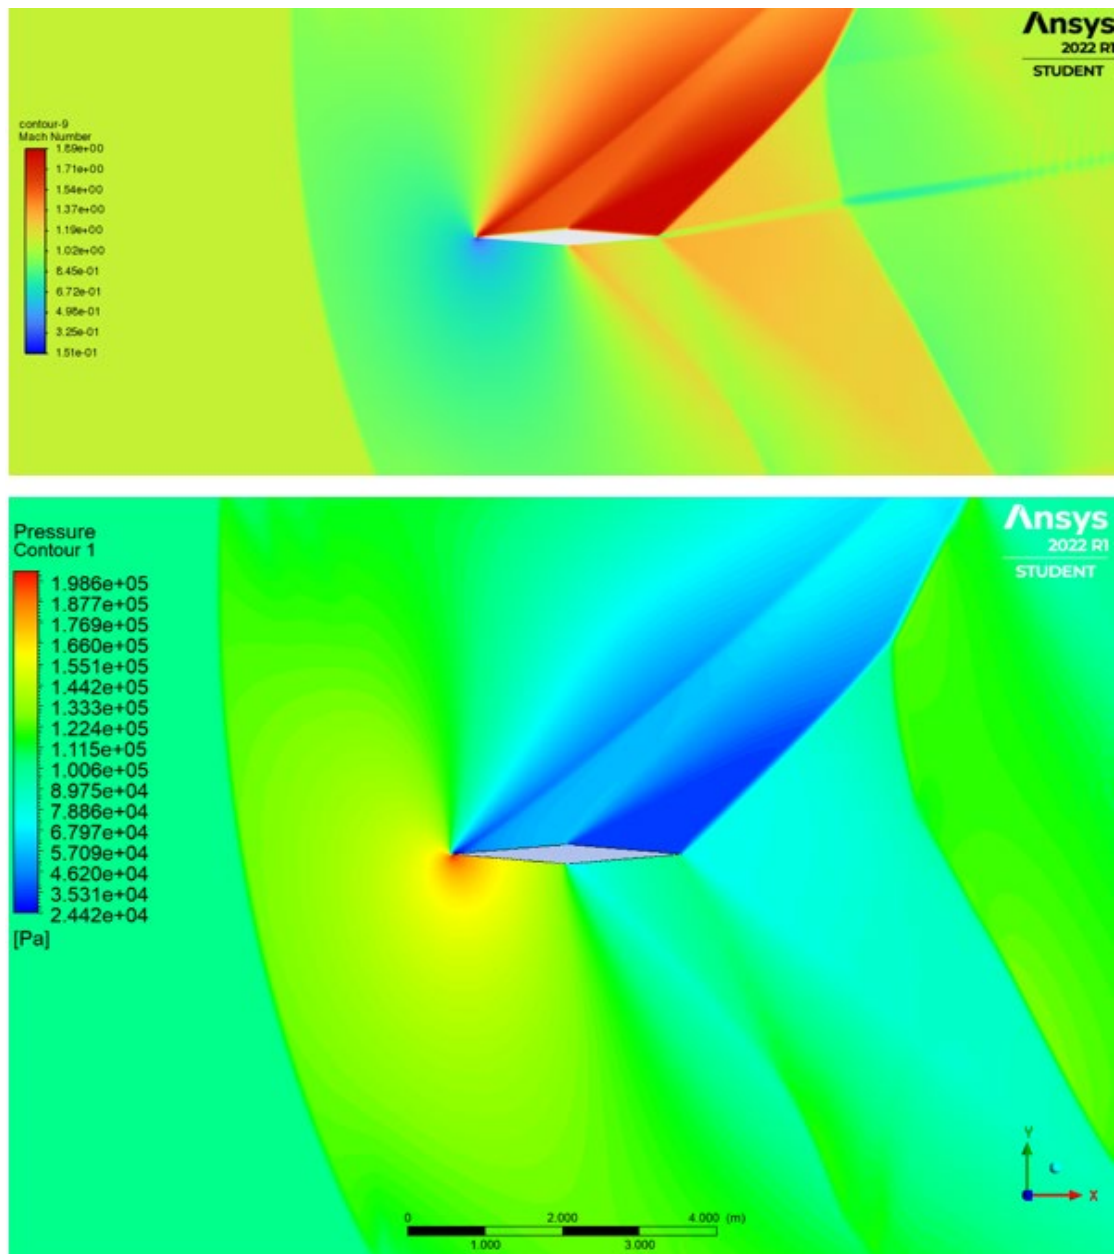 Ansys
2022 R1
STUDENT
contour-9
Mach Number
1.89e+00
1.71e+00
1.54e+00
1.37e+00
1.19e+00
1.02e+00
8.45e-01
6.72e-01
4.98e-01
3.25e-01
1.51e-01
Pressure
Contour 1
Ansys
2022 R1
STUDENT
1.986e+05
1.877e+05
1.769e+05
1.660e+05
1.551e+05
1.442e+05
1.333e+05
1.224e+05
1.115e+05
1.006e+05
8.975e+04
7.886e+04
6.797e+04
5.709e+04
4.620e+04
3.531e+04
2.442e+04
[Pa]
Y
X
0 2.000 4.000 (m)
1.000 3.000